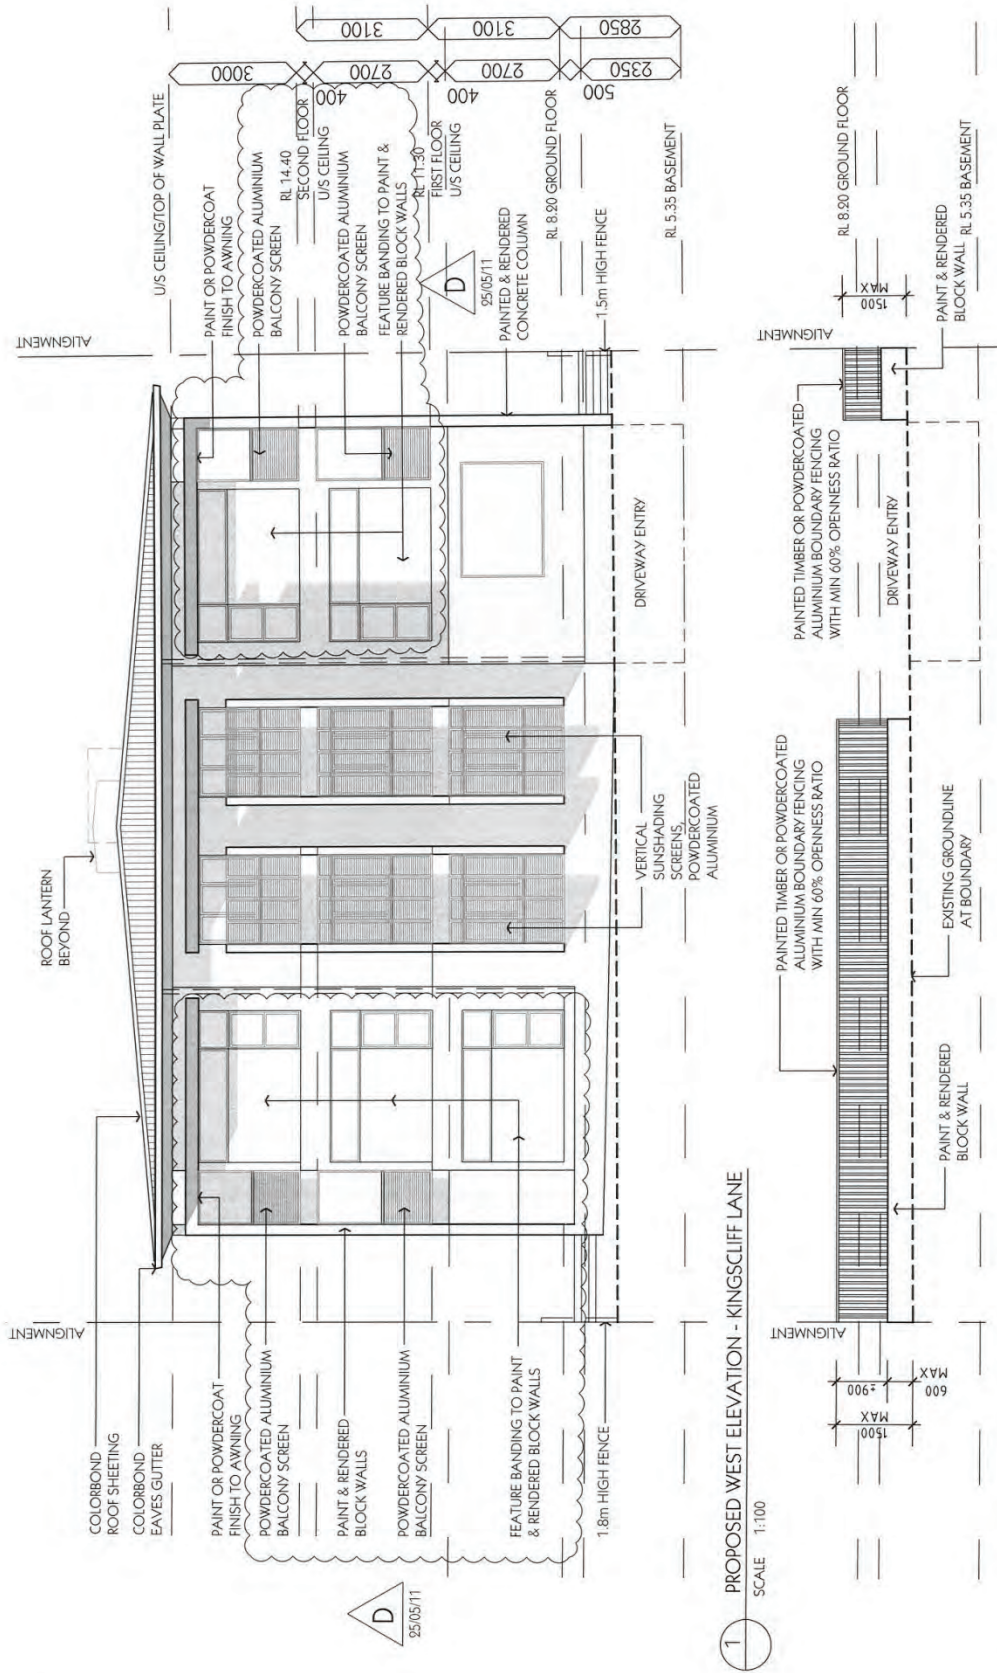 ROOF LANTERN
BEYOND
COLORBOND
ROOF SHEETING
COLORBOND
EAVES GUTTER
ALIGNMENT
PAINT OR POWDERCOAT
FINISH TO AWNING
POWDERCOATED ALUMINIUM
BALCONY SCREEN
PAINT & RENDERED
BLOCK WALLS
POWDERCOATED ALUMINIUM
BALCONY SCREEN
FEATURE BANDING TO PAINT
& RENDERED BLOCK WALLS
1.8m HIGH FENCE
D
25/05/11
VERTICAL
SUNSHADING
SCREENS,
POWDERCOATED
ALUMINIUM
DRIVEWAY ENTRY
ALIGNMENT
U/S CEILING/TOP OF WALL PLATE
PAINT OR POWDERCOAT
FINISH TO AWNING
POWDERCOATED ALUMINIUM
BALCONY SCREEN
RL 14.40
SECOND FLOOR
U/S CEILING
POWDERCOATED ALUMINIUM
BALCONY SCREEN
FEATURE BANDING TO PAINT &
RENDERED BLOCK WALLS
RL 11.30
FIRST FLOOR
U/S CEILING
D
25/05/11
PAINTED & RENDERED
CONCRETE COLUMN
RL 8.20 GROUND FLOOR
1.5m HIGH FENCE
RL 5.35 BASEMENT
3000
400
2700
400
2700
500
2350
3100
3100
2850
1
PROPOSED WEST ELEVATION - KINGSCLIFF LANE
SCALE 1:100
ALIGNMENT
1500
MAX
±900
600
MAX
PAINTED TIMBER OR POWDERCOATED
ALUMINIUM BOUNDARY FENCING
WITH MIN 60% OPENNESS RATIO
PAINT & RENDERED
BLOCK WALL
EXISTING GROUNDLINE
AT BOUNDARY
PAINTED TIMBER OR POWDERCOATED
ALUMINIUM BOUNDARY FENCING
WITH MIN 60% OPENNESS RATIO
DRIVEWAY ENTRY
ALIGNMENT
1500
MAX
RL 8.20 GROUND FLOOR
PAINT & RENDERED
BLOCK WALL
RL 5.35 BASEMENT